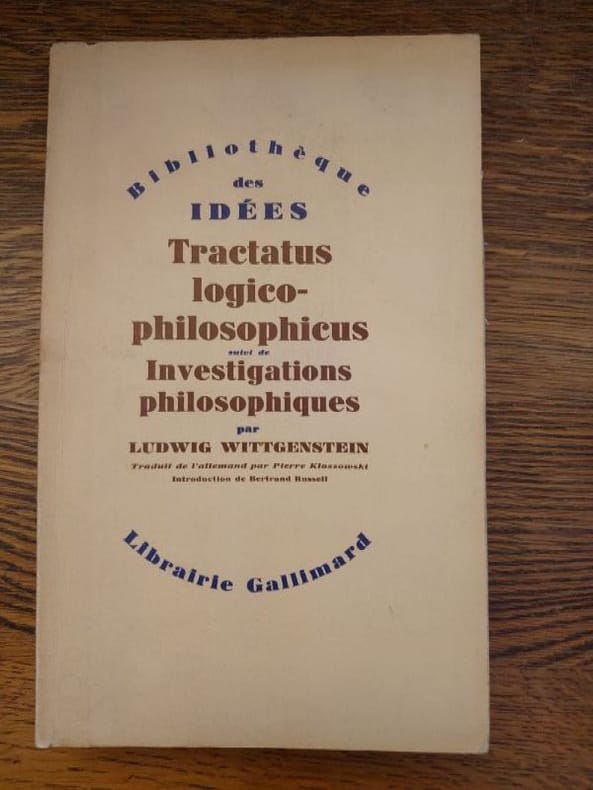 Bibliothèque
des
IDÉES
Tractatus
logico-
philosophicus
suivi de
Investigations
philosophiques
par
LUDWIG WITTGENSTEIN
Traduit de l'allemand par Pierre Klossowski
Introduction de Bertrand Russell
Librairie Gallimard